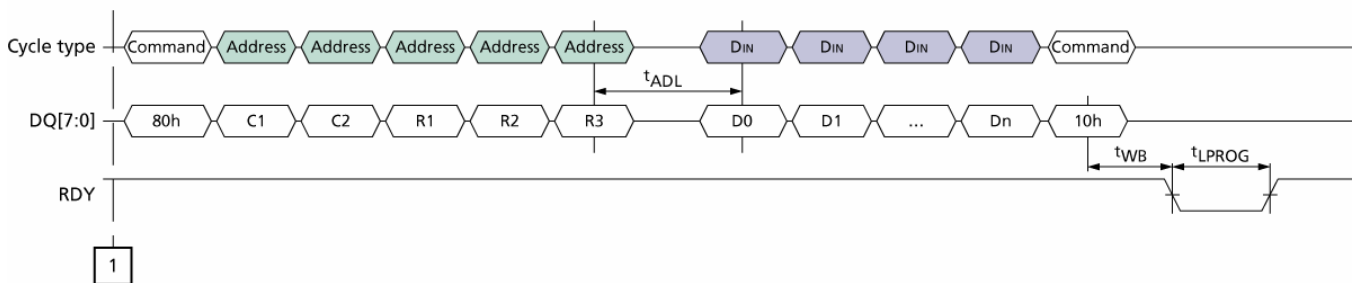 Cycle type Command Address Address Address Address Address DIN DIN DIN DIN Command
tADL
DQ[7:0] 80h C1 C2 R1 R2 R3 D0 D1 ... Dn 10h
tWB tLPROG
RDY
1